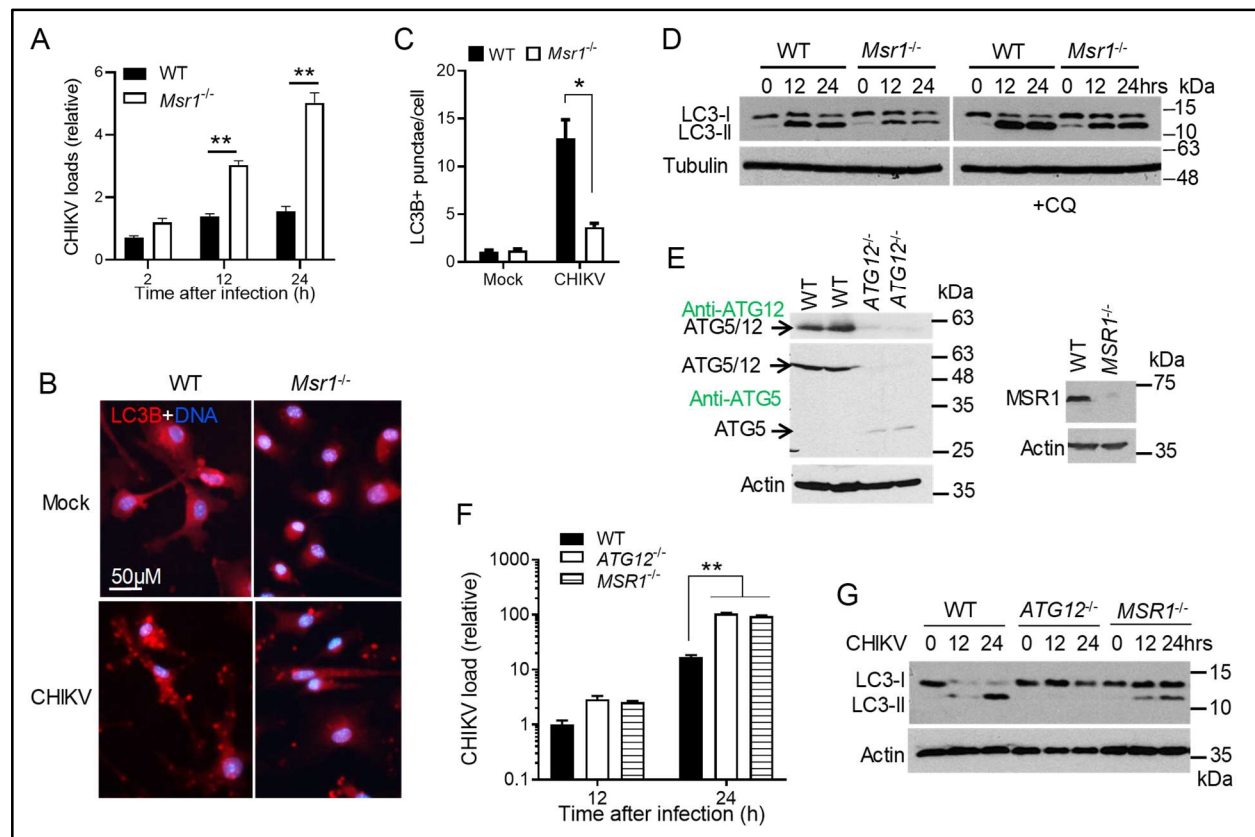 A
CHIKV loads (relative)
6
4
2
0
WT
Msr1-/-
**
**
2
12
24
Time after infection (h)
B
WT
Msr1-/-
LC3B+DNA
Mock
50µM
CHIKV
C
WT
Msr1-/-
LC3B+ punctae/cell
20
15
10
5
0
*
Mock
CHIKV
D
WT
Msr1-/-
WT
Msr1-/-
0 12 24 0 12 24
0 12 24 0 12 24hrs kDa
LC3-I
LC3-II
–15
–10
Tubulin
–63
–48
+CQ
E
WT
WT
ATG12-/-
ATG12-/-
kDa
Anti-ATG12
ATG5/12
63
ATG5/12
63
48
Anti-ATG5
35
ATG5
25
Actin
35
WT
MSR1-/-
kDa
75
MSR1
Actin
35
F
WT
ATG12-/-
MSR1-/-
CHIKV load (relative)
1000
100
10
1
0.1
**
12
24
Time after infection (h)
G
WT
ATG12-/-
MSR1-/-
CHIKV 0 12 24 0 12 24 0 12 24hrs
LC3-I
LC3-II
15
10
Actin
35
kDa